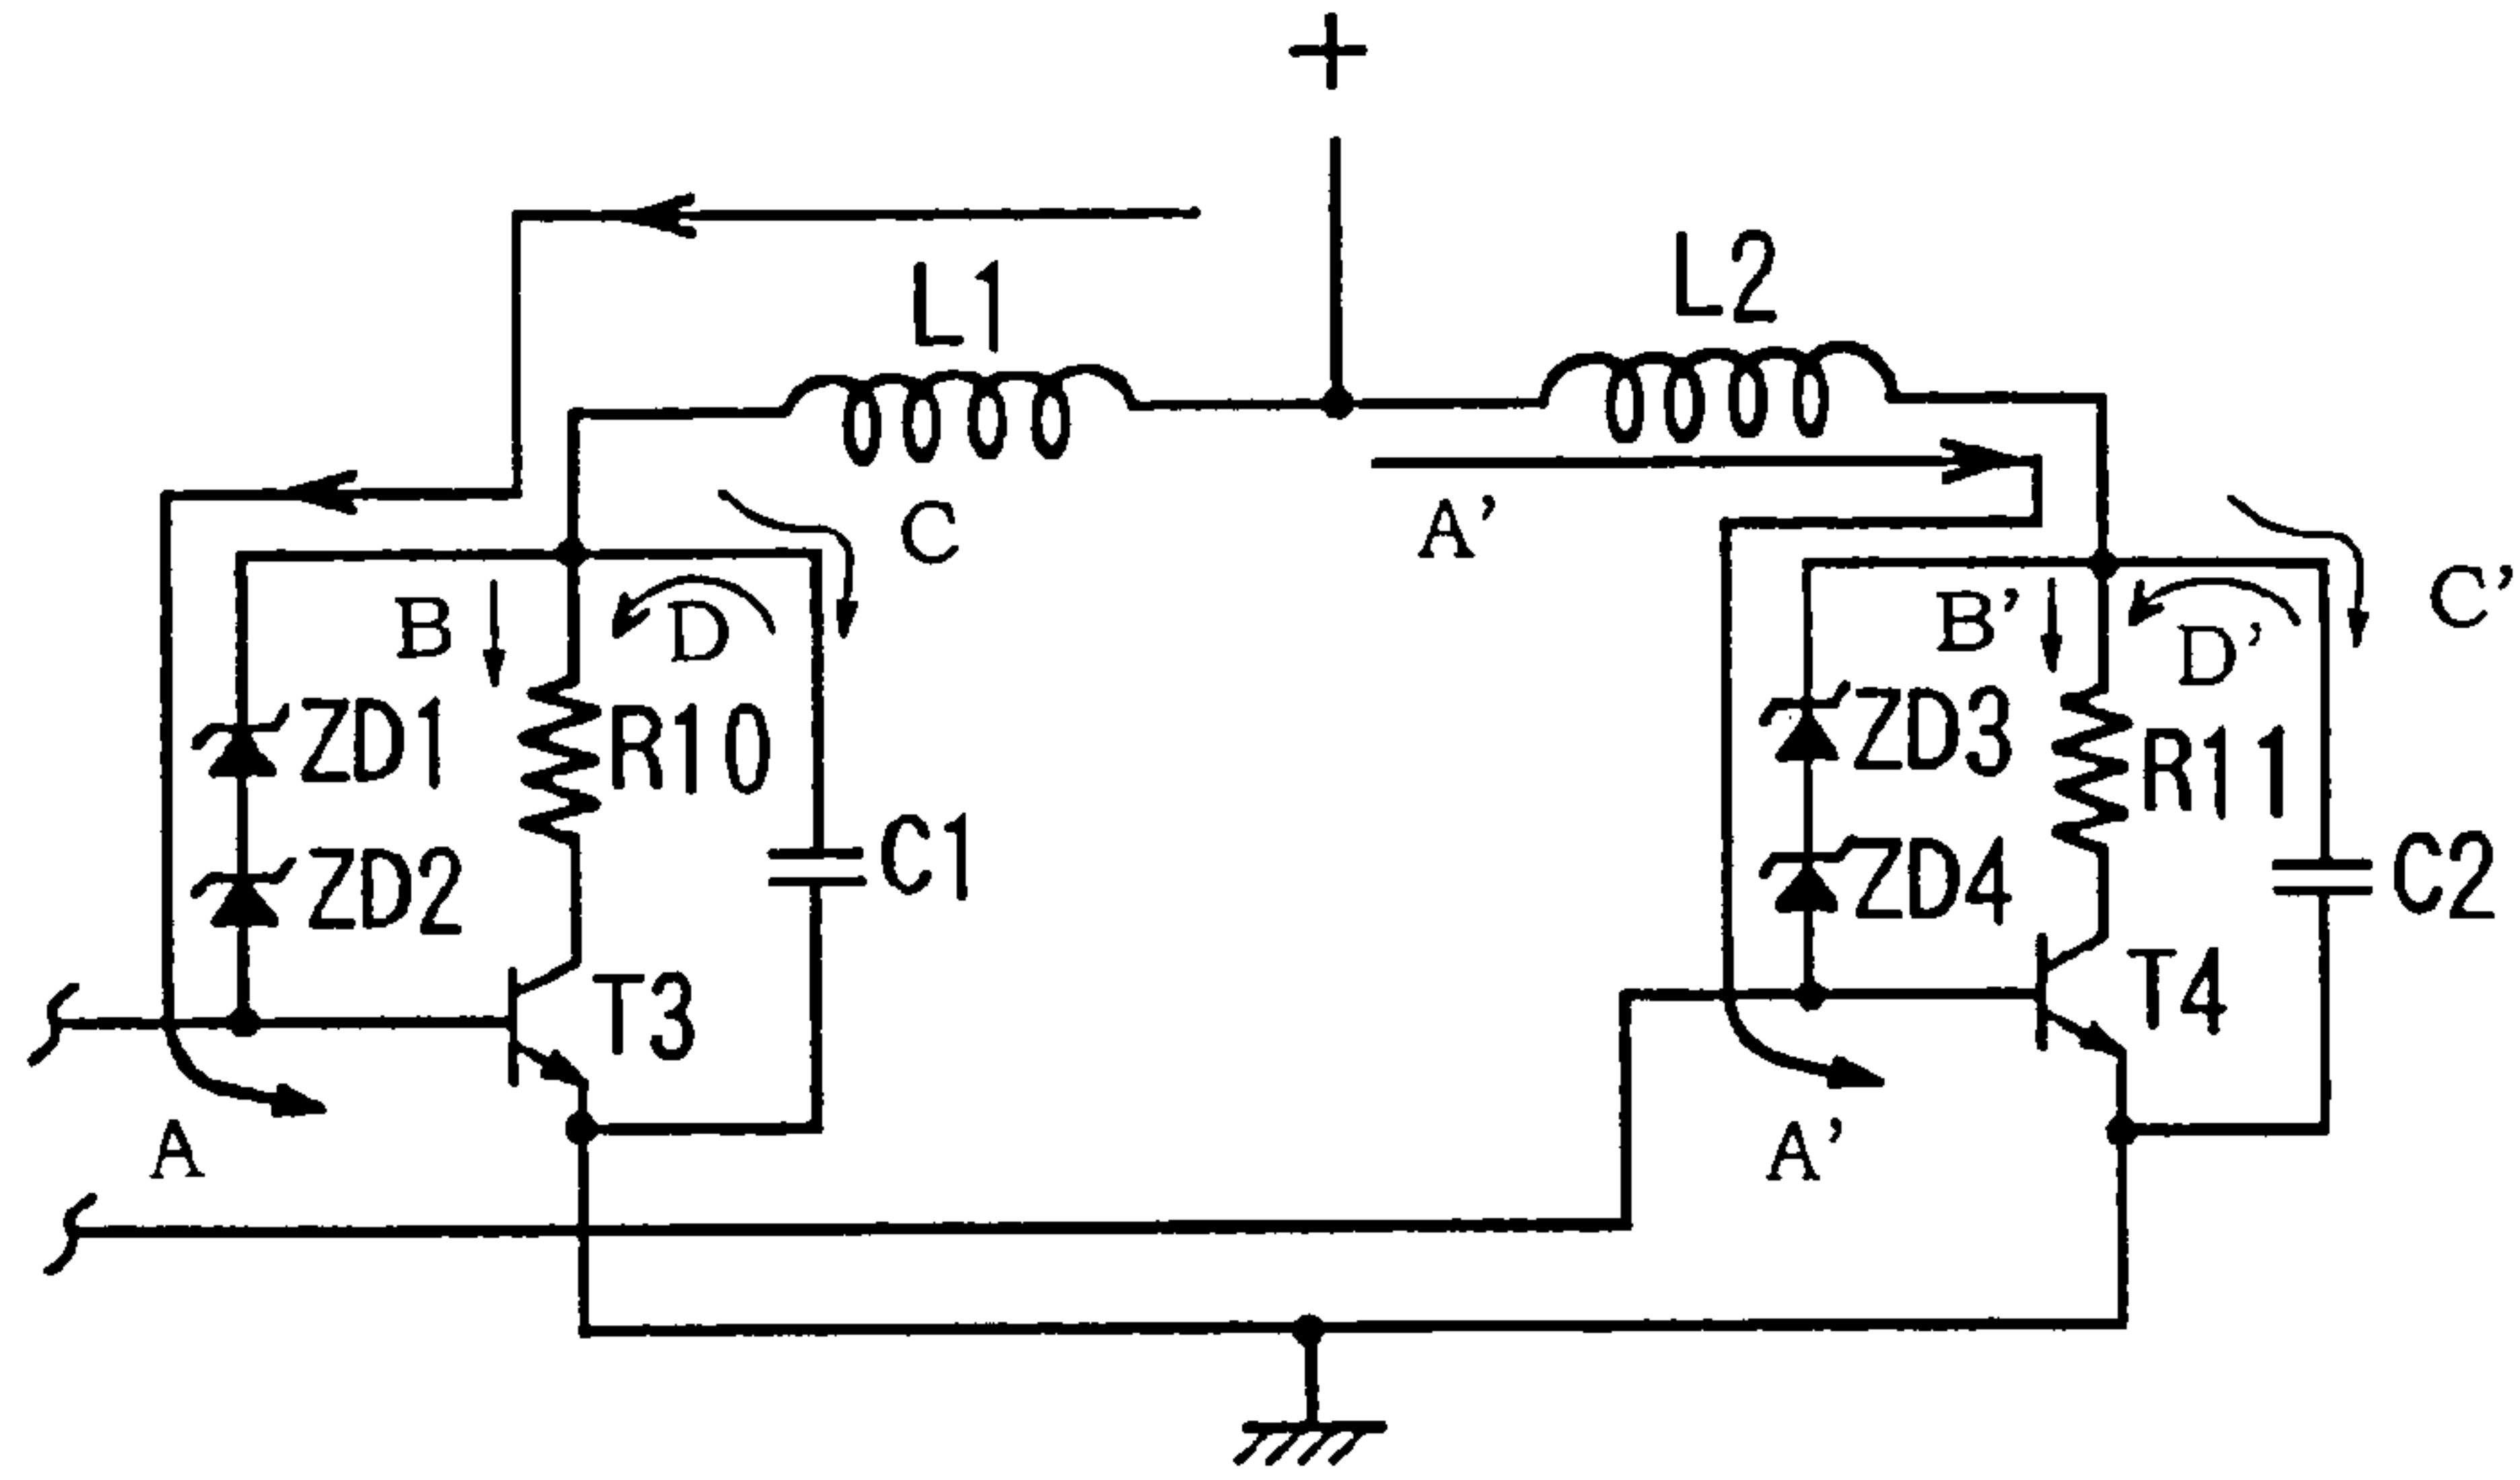 +
L1
L2
C
A'
B
D
B'
D'
C'
ZD1
R10
ZD3
R11
ZD2
C1
ZD4
C2
T3
T4
A
A'